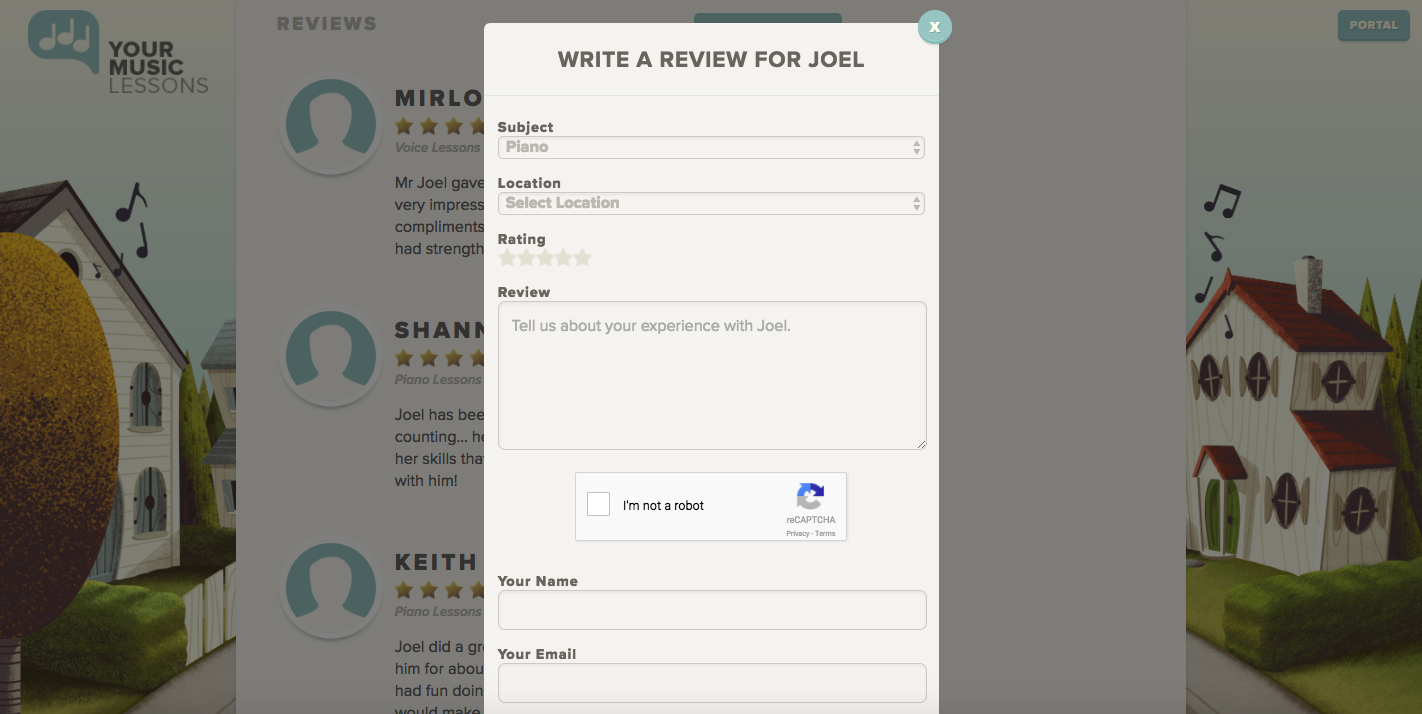 YOUR
MUSIC
LESSONS
REVIEWS
PORTAL
X
WRITE A REVIEW FOR JOEL
Subject
Piano
Location
Select Location
Rating
Review
Tell us about your experience with Joel.
I'm not a robot
reCAPTCHA
Privacy - Terms
Your Name
Your Email
MIRLO
Voice Lessons
Mr Joel gave
very impress
compliments
had strength
SHANN
Piano Lessons
Joel has bee
counting... he
her skills tha
with him!
KEITH
Piano Lessons
Joel did a gr
him for abou
had fun doin
would make